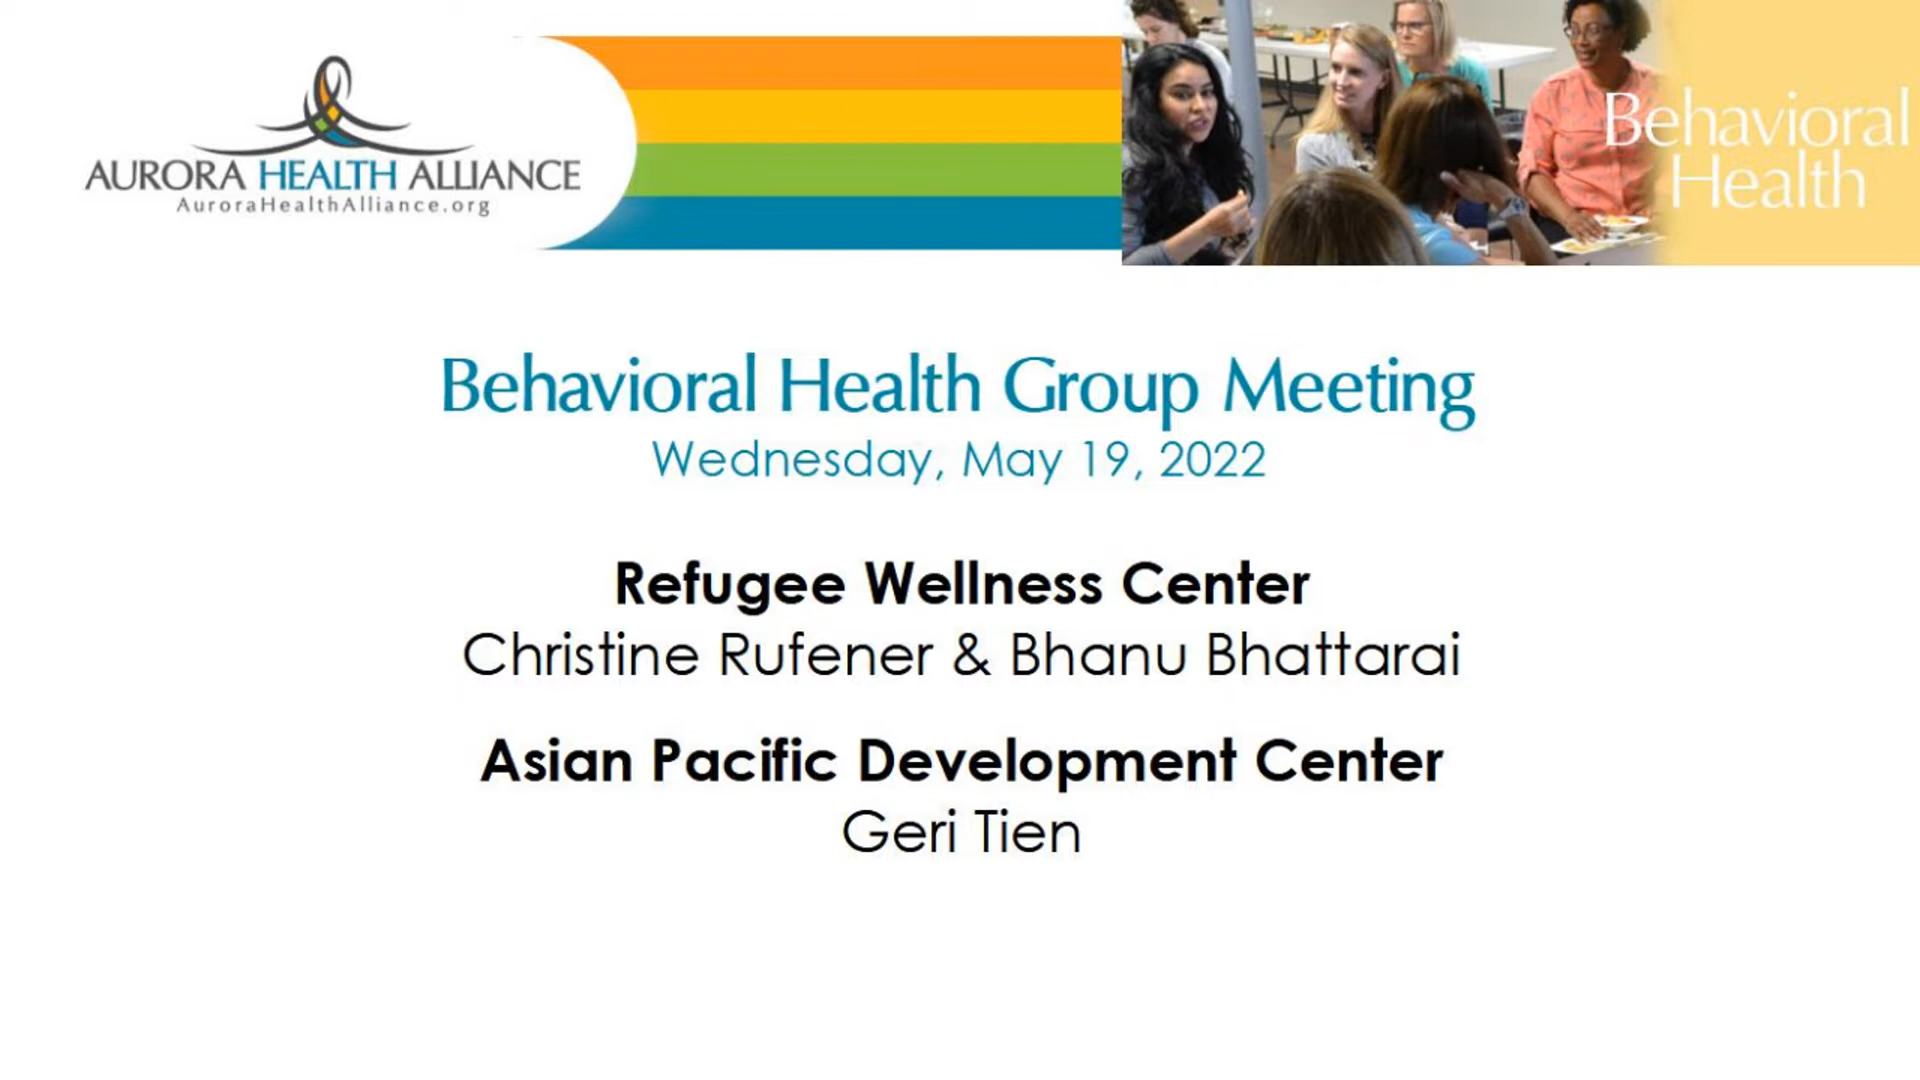 AURORA HEALTH ALLIANCE
AuroraHealthAlliance.org
Behavioral
Health
Behavioral Health Group Meeting
Wednesday, May 19, 2022
Refugee Wellness Center
Christine Rufener & Bhanu Bhattarai
Asian Pacific Development Center
Geri Tien